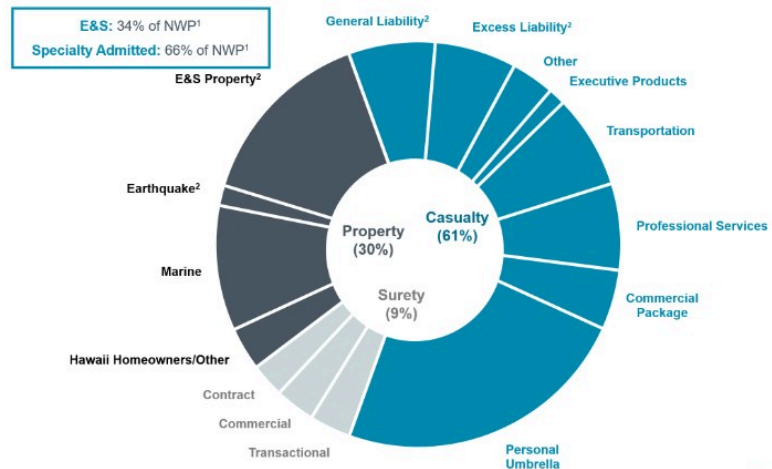 E&S: 34% of NWP¹
Specialty Admitted: 66% of NWP¹
General Liability²
Excess Liability²
Other
Executive Products
Transportation
Professional Services
Commercial
Package
Personal
Umbrella
Transactional
Commercial
Contract
Hawaii Homeowners/Other
Marine
Earthquake²
E&S Property²
Property
(30%)
Casualty
(61%)
Surety
(9%)